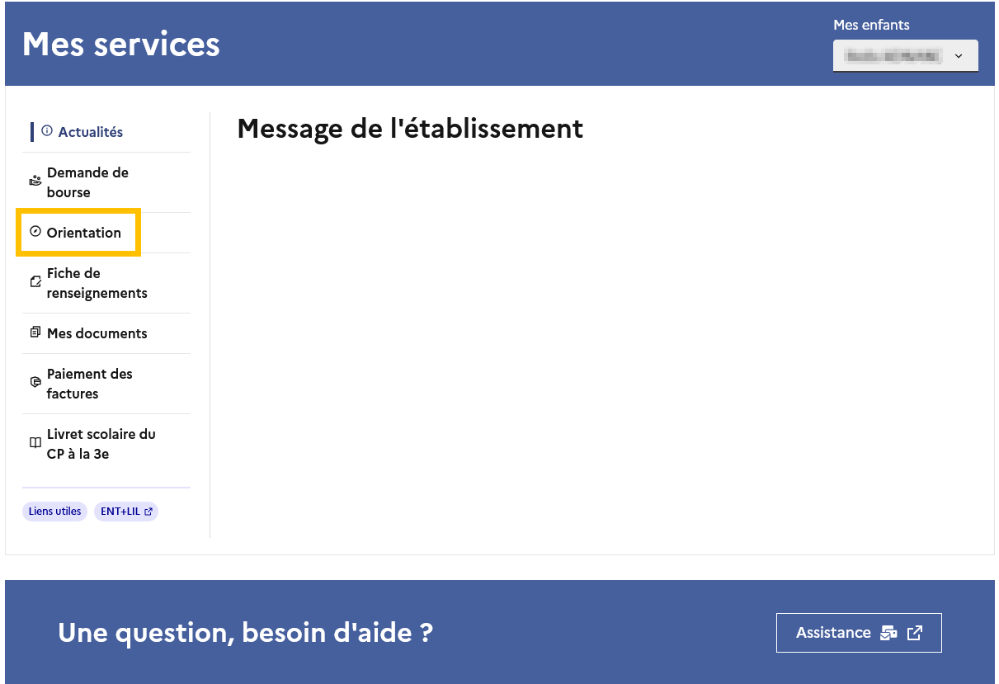 Mes services
Mes enfants
Actualités
Demande de
bourse
Orientation
Fiche de
renseignements
Mes documents
Paiement des
factures
Livret scolaire du
CP à la 3e
Liens utiles
ENT+LIL
Message de l'établissement
Une question, besoin d'aide ?
Assistance